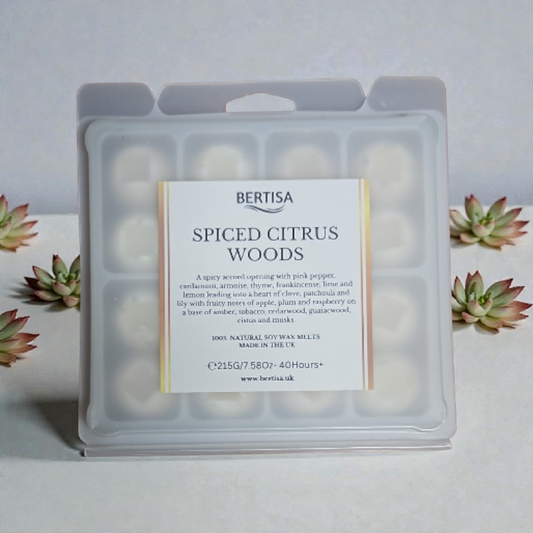 BERTISA
SPICED CITRUS
WOODS
A spicy accord opening with pink pepper,
cardamom, armoise, thyme, frankincense, lime and
lemon leading into a heart of clove, patchouli and
lily with fruity notes of apple, plum and raspberry on
a base of amber, tobacco, cedarwood, guaiacwood,
cistus and musks
100% NATURAL SOY WAX MELTS
MADE IN THE UK
℮215G/7.58Oz- 40Hours+
www.bertisa.uk